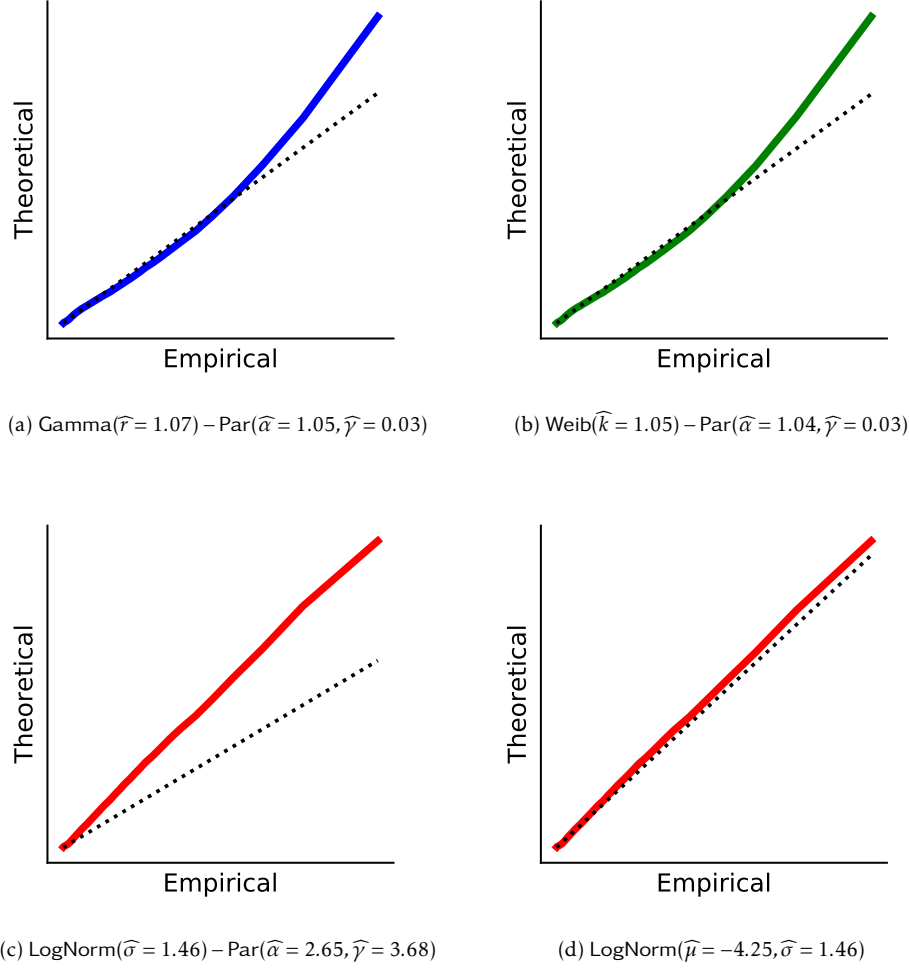 Theoretical
Theoretical
Empirical
Empirical
(a) Gamma(r̂ = 1.07) – Par(α̂ = 1.05, γ̂ = 0.03)
(b) Weib(k̂ = 1.05) – Par(α̂ = 1.04, γ̂ = 0.03)
Theoretical
Theoretical
Empirical
Empirical
(c) LogNorm(σ̂ = 1.46) – Par(α̂ = 2.65, γ̂ = 3.68)
(d) LogNorm(μ̂ = −4.25, σ̂ = 1.46)